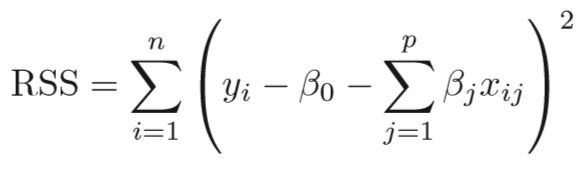 RSS = \sum_{i=1}^{n} \left( y_i - \beta_0 - \sum_{j=1}^{p} \beta_j x_{ij} \right)^2